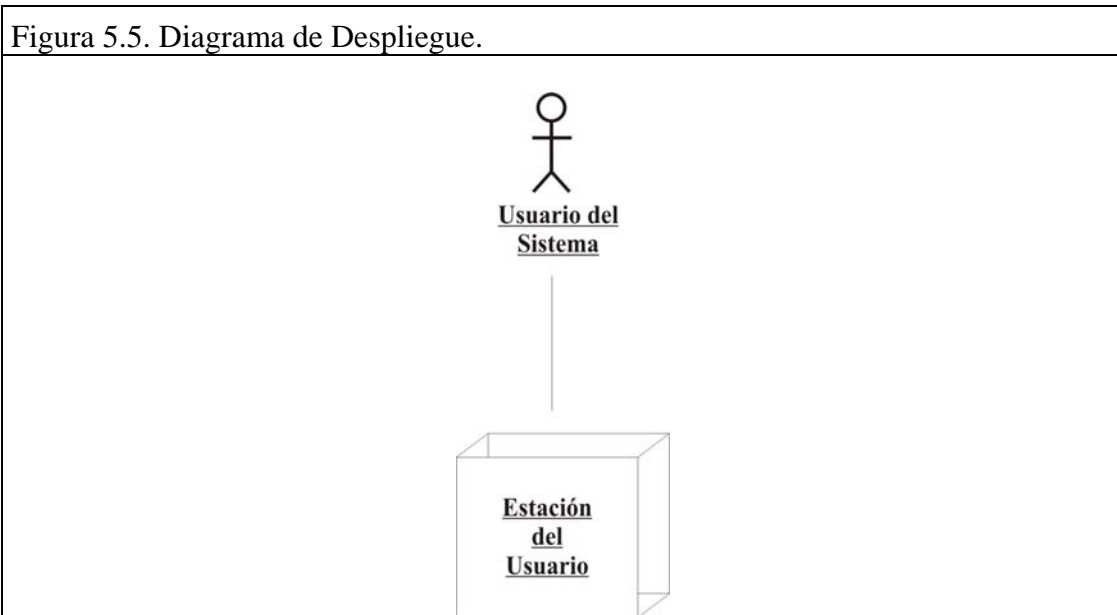 Figura 5.5. Diagrama de Despliegue.
Usuario del
Sistema
Estación
del
Usuario